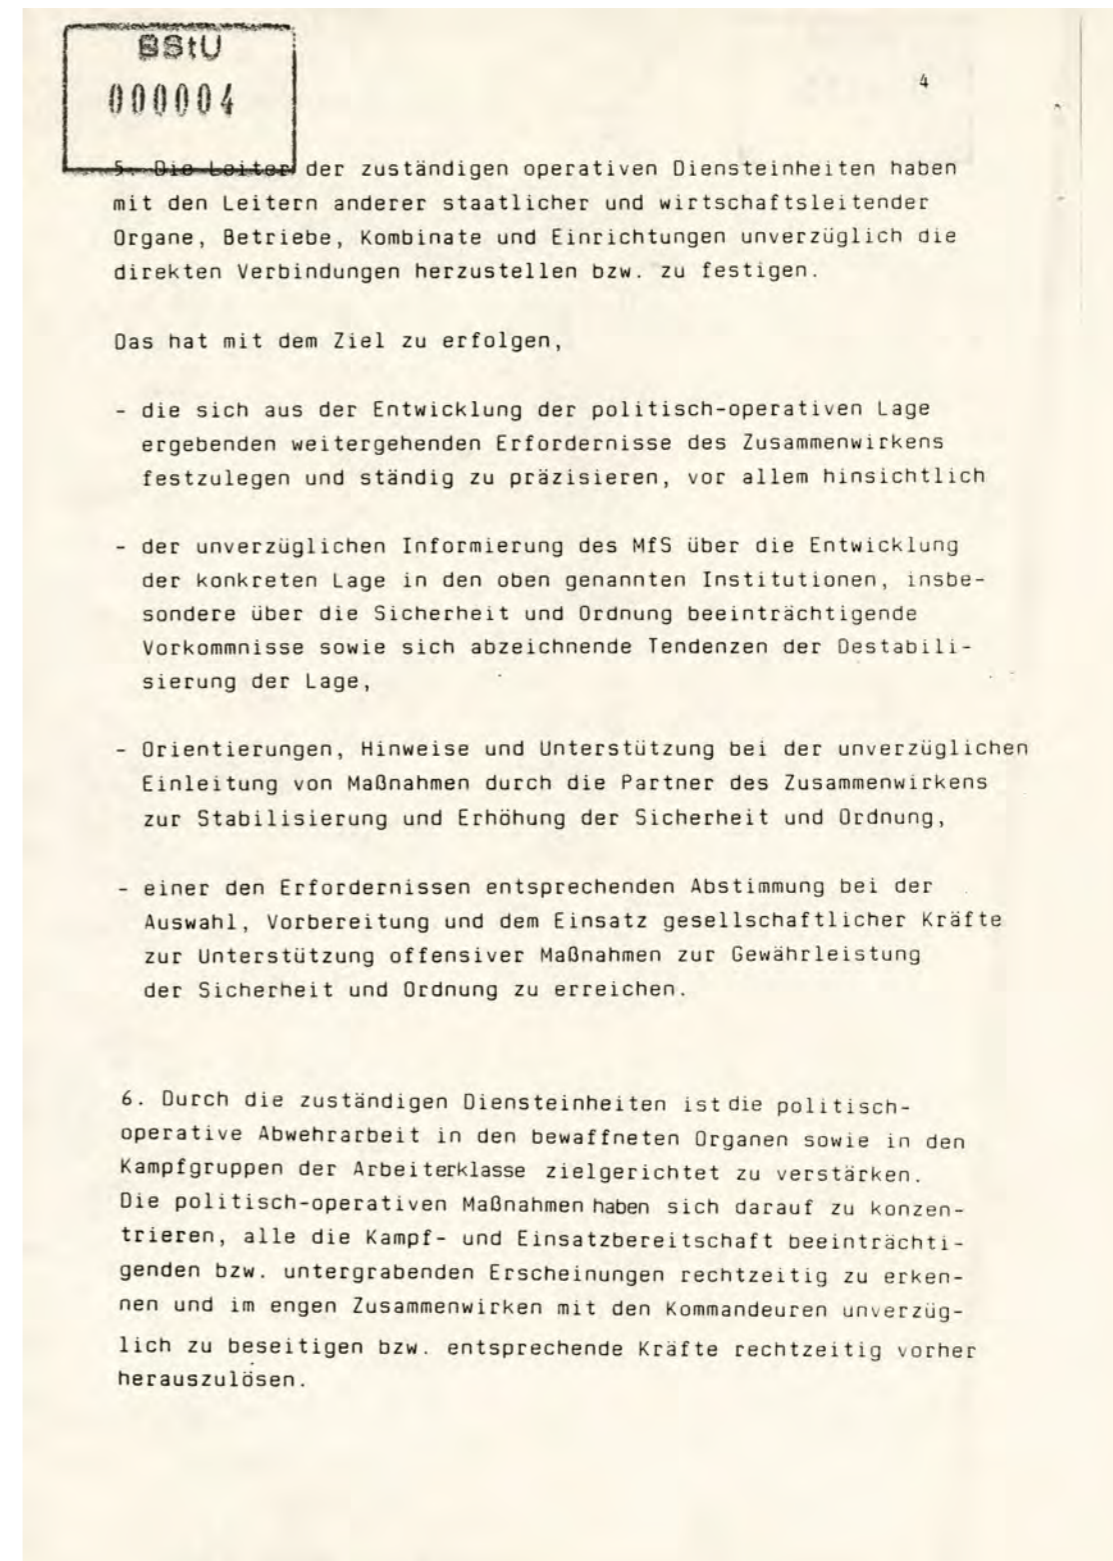 BStU
000004
4
5. Die Leiter der zuständigen operativen Diensteinheiten haben
mit den Leitern anderer staatlicher und wirtschaftsleitender
Organe, Betriebe, Kombinate und Einrichtungen unverzüglich die
direkten Verbindungen herzustellen bzw. zu festigen.
Das hat mit dem Ziel zu erfolgen,
- die sich aus der Entwicklung der politisch-operativen Lage
ergebenden weitergehenden Erfordernisse des Zusammenwirkens
festzulegen und ständig zu präzisieren, vor allem hinsichtlich
- der unverzüglichen Informierung des MfS über die Entwicklung
der konkreten Lage in den oben genannten Institutionen, insbe-
sondere über die Sicherheit und Ordnung beeinträchtigende
Vorkommnisse sowie sich abzeichnende Tendenzen der Destabili-
sierung der Lage,
- Orientierungen, Hinweise und Unterstützung bei der unverzüglichen
Einleitung von Maßnahmen durch die Partner des Zusammenwirkens
zur Stabilisierung und Erhöhung der Sicherheit und Ordnung,
- einer den Erfordernissen entsprechenden Abstimmung bei der
Auswahl, Vorbereitung und dem Einsatz gesellschaftlicher Kräfte
zur Unterstützung offensiver Maßnahmen zur Gewährleistung
der Sicherheit und Ordnung zu erreichen.
6. Durch die zuständigen Diensteinheiten ist die politisch-
operative Abwehrarbeit in den bewaffneten Organen sowie in den
Kampfgruppen der Arbeiterklasse zielgerichtet zu verstärken.
Die politisch-operativen Maßnahmen haben sich darauf zu konzen-
trieren, alle die Kampf- und Einsatzbereitschaft beeinträchti-
genden bzw. untergrabenden Erscheinungen rechtzeitig zu erken-
nen und im engen Zusammenwirken mit den Kommandeuren unverzüg-
lich zu beseitigen bzw. entsprechende Kräfte rechtzeitig vorher
herauszulösen.